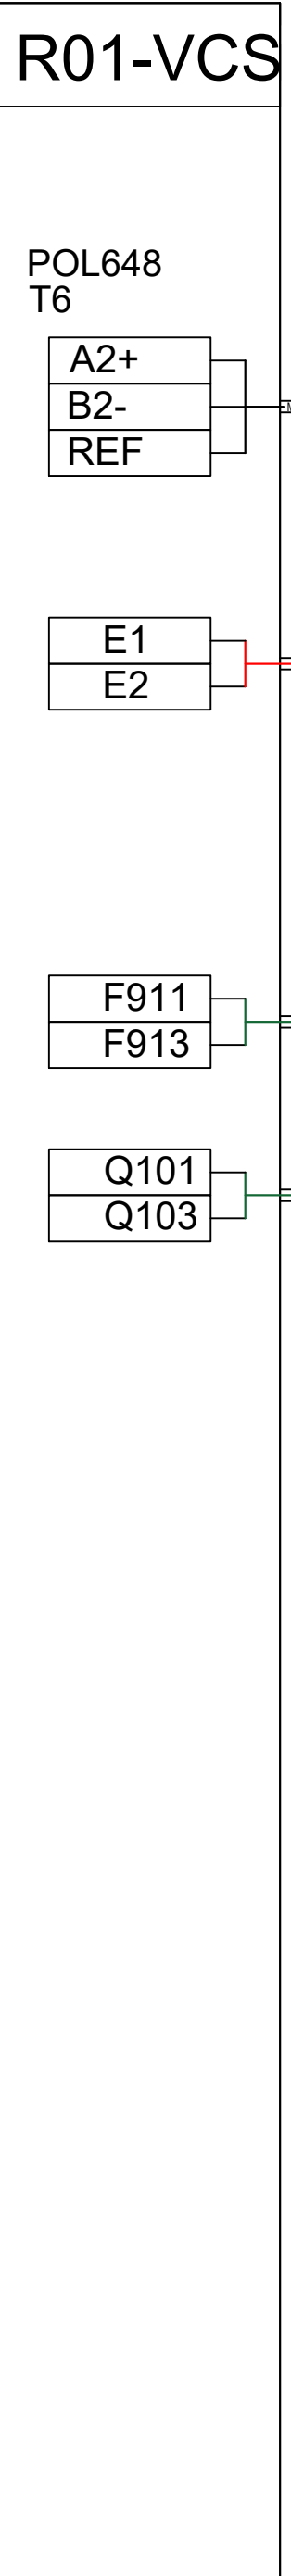 R01-VCS
POL648
T6
A2+
B2-
REF
E1
E2
F911
F913
Q101
Q103